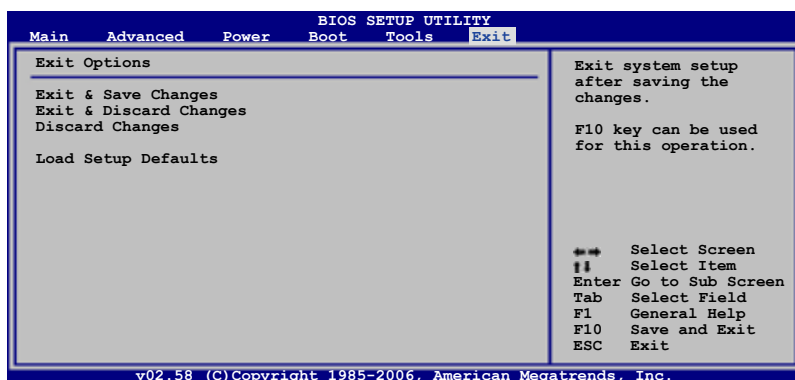 BIOS SETUP UTILITY
Main Advanced Power Boot Tools Exit
Exit Options
Exit & Save Changes
Exit & Discard Changes
Discard Changes
Load Setup Defaults
Exit system setup
after saving the
changes.
F10 key can be used
for this operation.
Select Screen
Select Item
Enter Go to Sub Screen
Tab Select Field
F1 General Help
F10 Save and Exit
ESC Exit
v02.58 (C)Copyright 1985-2006, American Megatrends, Inc.